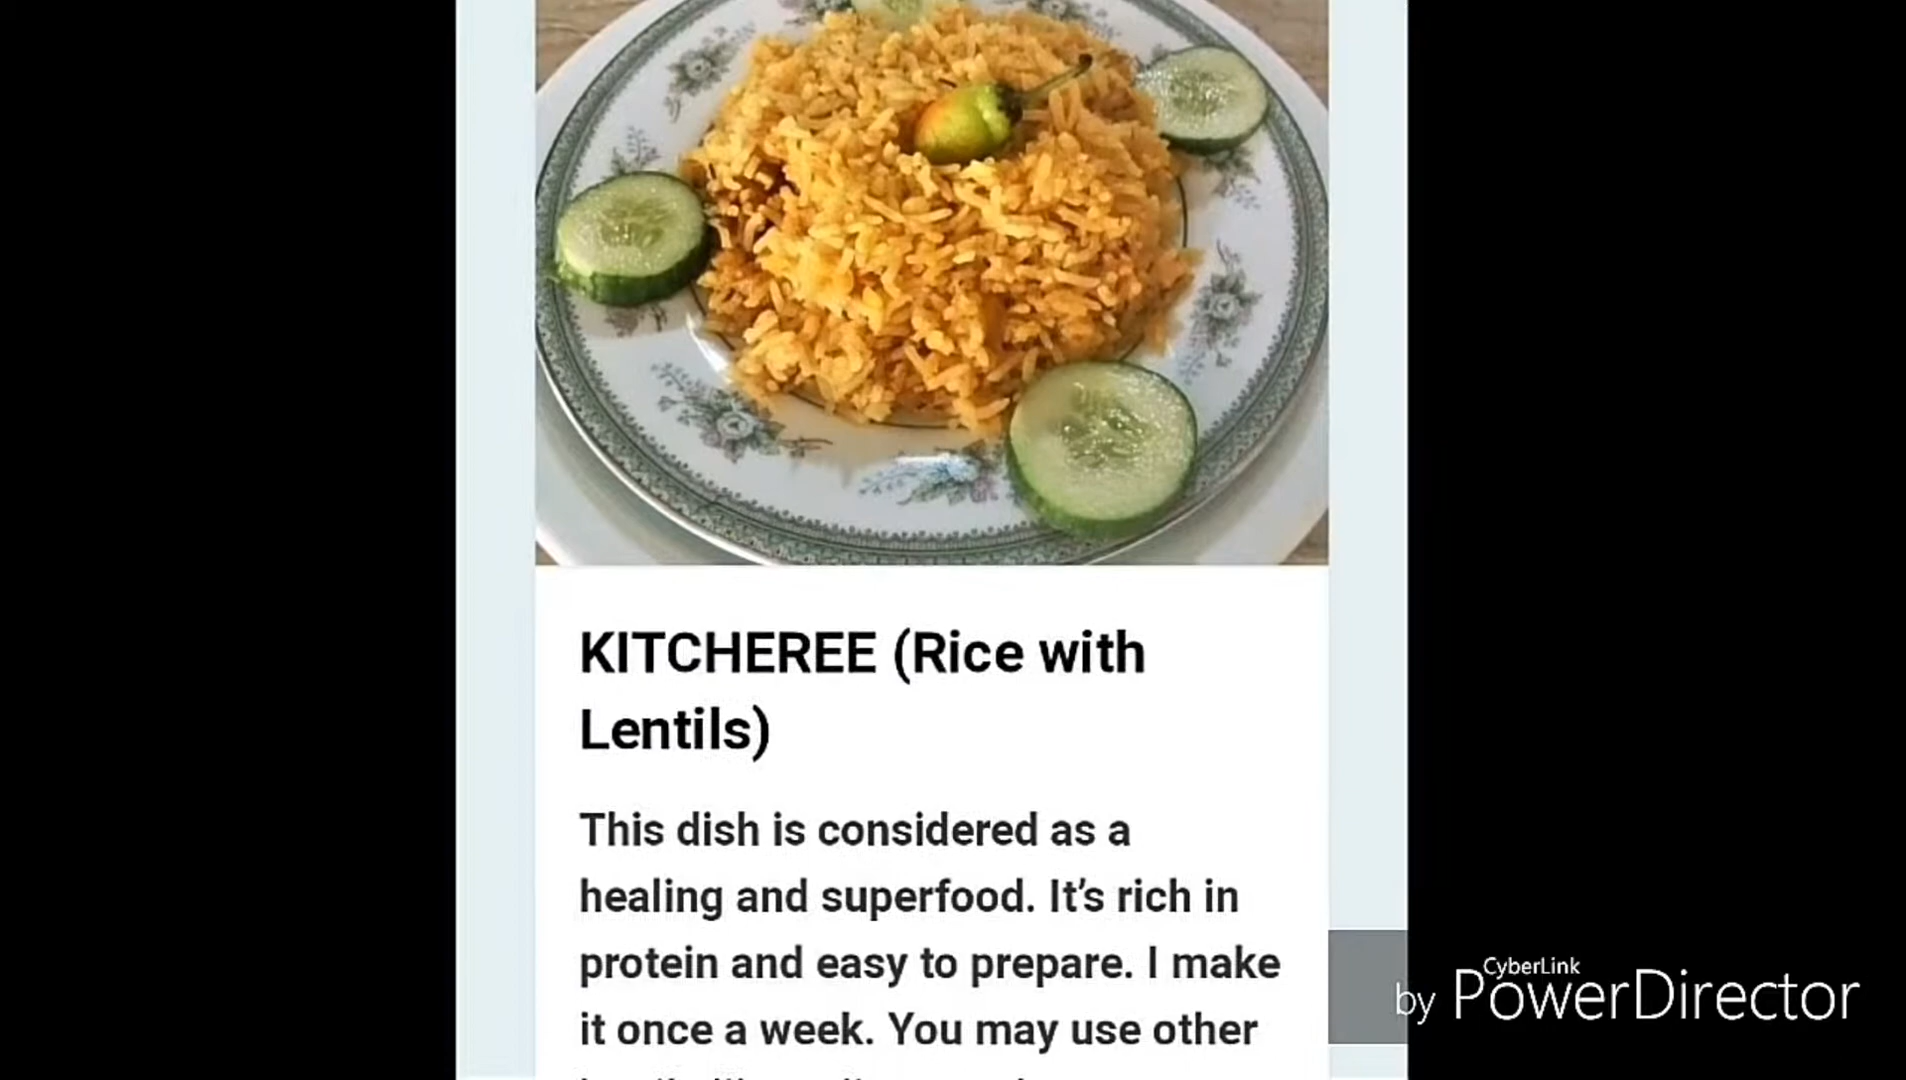 KITCHEREE (Rice with
Lentils)
This dish is considered as a
healing and superfood. It's rich in
protein and easy to prepare. I make
it once a week. You may use other
CyberLink
by PowerDirector